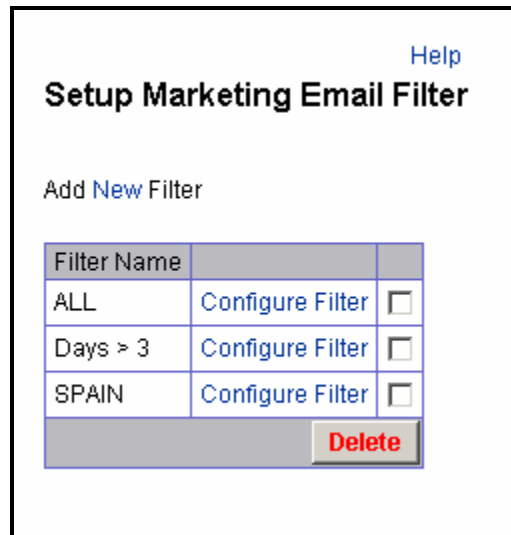 Help
Setup Marketing Email Filter
Add New Filter
Filter Name
ALL Configure Filter
Days > 3 Configure Filter
SPAIN Configure Filter
Delete